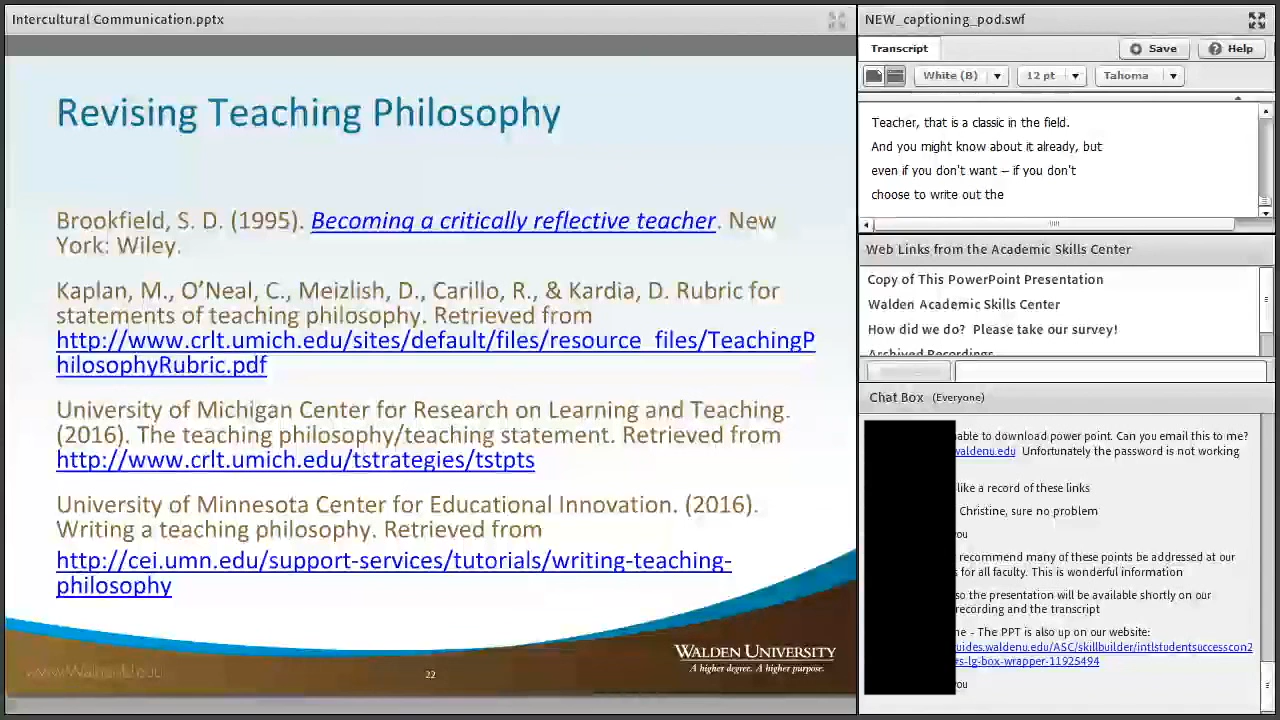 Intercultural Communication.pptx
Revising Teaching Philosophy
Brookfield, S. D. (1995). Becoming a critically reflective teacher. New
York: Wiley.
Kaplan, M., O’Neal, C., Meizlish, D., Carillo, R., & Kardia, D. Rubric for
statements of teaching philosophy. Retrieved from
http://www.crlt.umich.edu/sites/default/files/resource_files/TeachingP
hilosophyRubric.pdf
University of Michigan Center for Research on Learning and Teaching.
(2016). The teaching philosophy/teaching statement. Retrieved from
http://www.crlt.umich.edu/tstrategies/tstpts
University of Minnesota Center for Educational Innovation. (2016).
Writing a teaching philosophy. Retrieved from
http://cei.umn.edu/support-services/tutorials/writing-teaching-
philosophy
www.WaldenU.edu
22
WALDEN UNIVERSITY
A higher degree. A higher purpose.
NEW_captioning_pod.swf
Transcript
Save
Help
White (B)
12 pt
Tahoma
Teacher, that is a classic in the field.
And you might know about it already, but
even if you don't want – if you don't
choose to write out the
Web Links from the Academic Skills Center
Copy of This PowerPoint Presentation
Walden Academic Skills Center
How did we do? Please take our survey!
Archived Recordings
Chat Box (Everyone)
able to download power point. Can you email this to me?
waldenu.edu Unfortunately the password is not working
like a record of these links
Christine, sure no problem
recommend many of these points be addressed at our
for all faculty. This is wonderful information
so the presentation will be available shortly on our
recording and the transcript
- The PPT is also up on our website:
uides.waldenu.edu/ASC/skillbuilder/intlstudentsuccesscon2
s-lg-box-wrapper-11925494